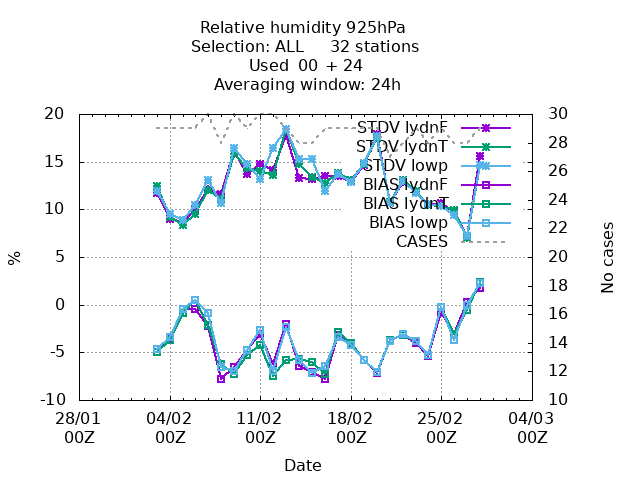 Relative humidity 925hPa
Selection: ALL 32 stations
Used 00 + 24
Averaging window: 24h
20
15
10
5
0
-5
-10
%
30
28
26
24
22
20
18
16
14
12
10
No cases
STDV lydnF
STDV lydnT
STDV lowp
BIAS lydnF
BIAS lydnT
BIAS lowp
CASES
28/01 04/02 11/02 18/02 25/02 04/03
00Z 00Z 00Z 00Z 00Z 00Z
Date